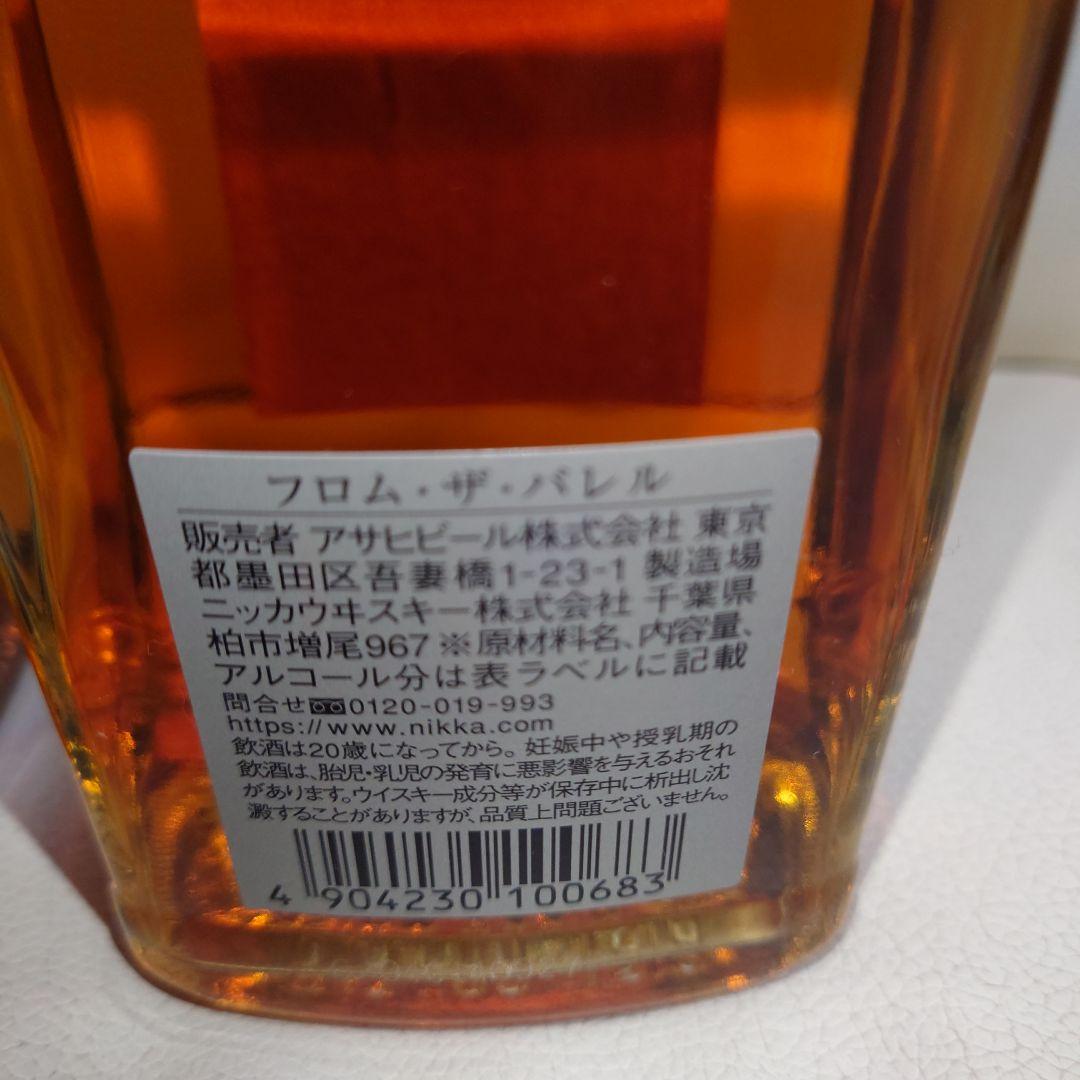 フロム・ザ・バレル
販売者 アサヒビール株式会社 東京
都墨田区吾妻橋1-23-1 製造場
ニッカウヰスキー株式会社 千葉県
柏市増尾967 ※原材料名、内容量、
アルコール分は表ラベルに記載
問合せ 0120-019-993
https://www.nikka.com
飲酒は20歳になってから。妊娠中や授乳期の
飲酒は、胎児・乳児の発育に悪影響を与えるおそれ
があります。ウイスキー成分等が保存中に析出し沈
澱することがありますが、品質上問題ございません。
4 904230 100683